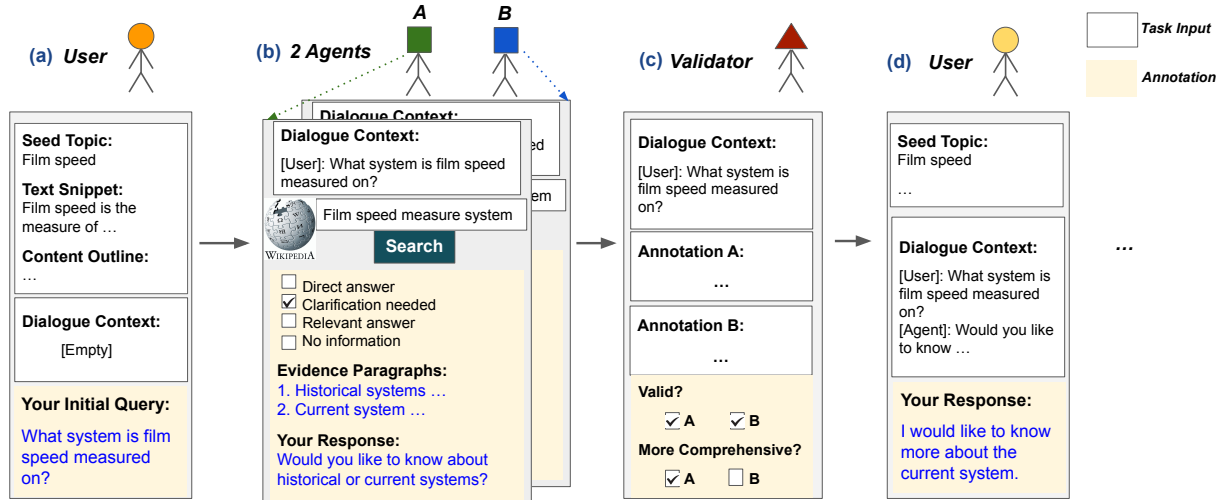 (a) User
Seed Topic:
Film speed
Text Snippet:
Film speed is the
measure of …
Content Outline:
…
Dialogue Context:
[Empty]
Your Initial Query:
What system is film
speed measured
on?
(b) 2 Agents
A
B
Dialogue Context:
Dialogue Context:
[User]: What system is film speed
measured on?
WIKIPEDIA
Film speed measure system
Search
Direct answer
Clarification needed
Relevant answer
No information
Evidence Paragraphs:
1. Historical systems …
2. Current system …
Your Response:
Would you like to know about
historical or current systems?
(c) Validator
Dialogue Context:
[User]: What system is
film speed measured
on?
Annotation A:
…
Annotation B:
…
Valid?
A B
More Comprehensive?
A B
(d) User
Seed Topic:
Film speed
…
Dialogue Context:
[User]: What system is
film speed measured
on?
[Agent]: Would you like
to know …
Your Response:
I would like to know
more about the
current system.
…
Task Input
Annotation